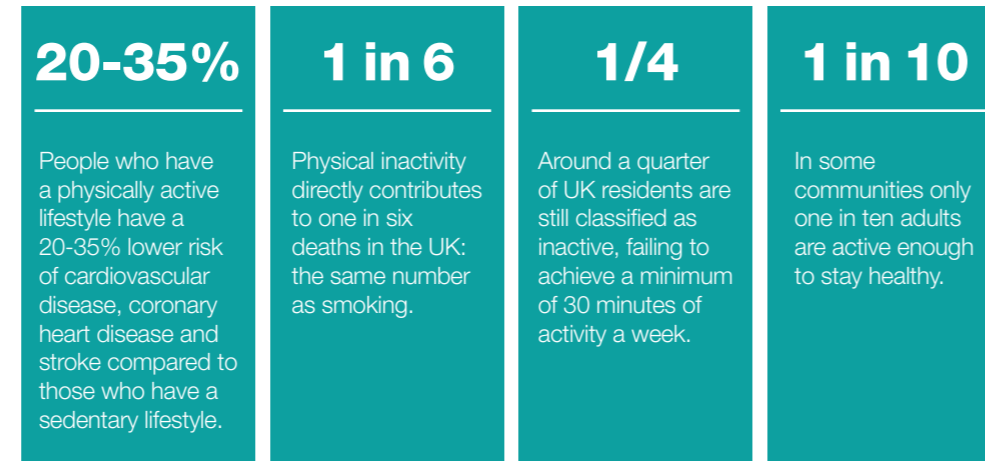 20-35%
People who have
a physically active
lifestyle have a
20-35% lower risk
of cardiovascular
disease, coronary
heart disease and
stroke compared to
those who have a
sedentary lifestyle.
1 in 6
Physical inactivity
directly contributes
to one in six
deaths in the UK:
the same number
as smoking.
1/4
Around a quarter
of UK residents are
still classified as
inactive, failing to
achieve a minimum
of 30 minutes of
activity a week.
1 in 10
In some
communities only
one in ten adults
are active enough
to stay healthy.